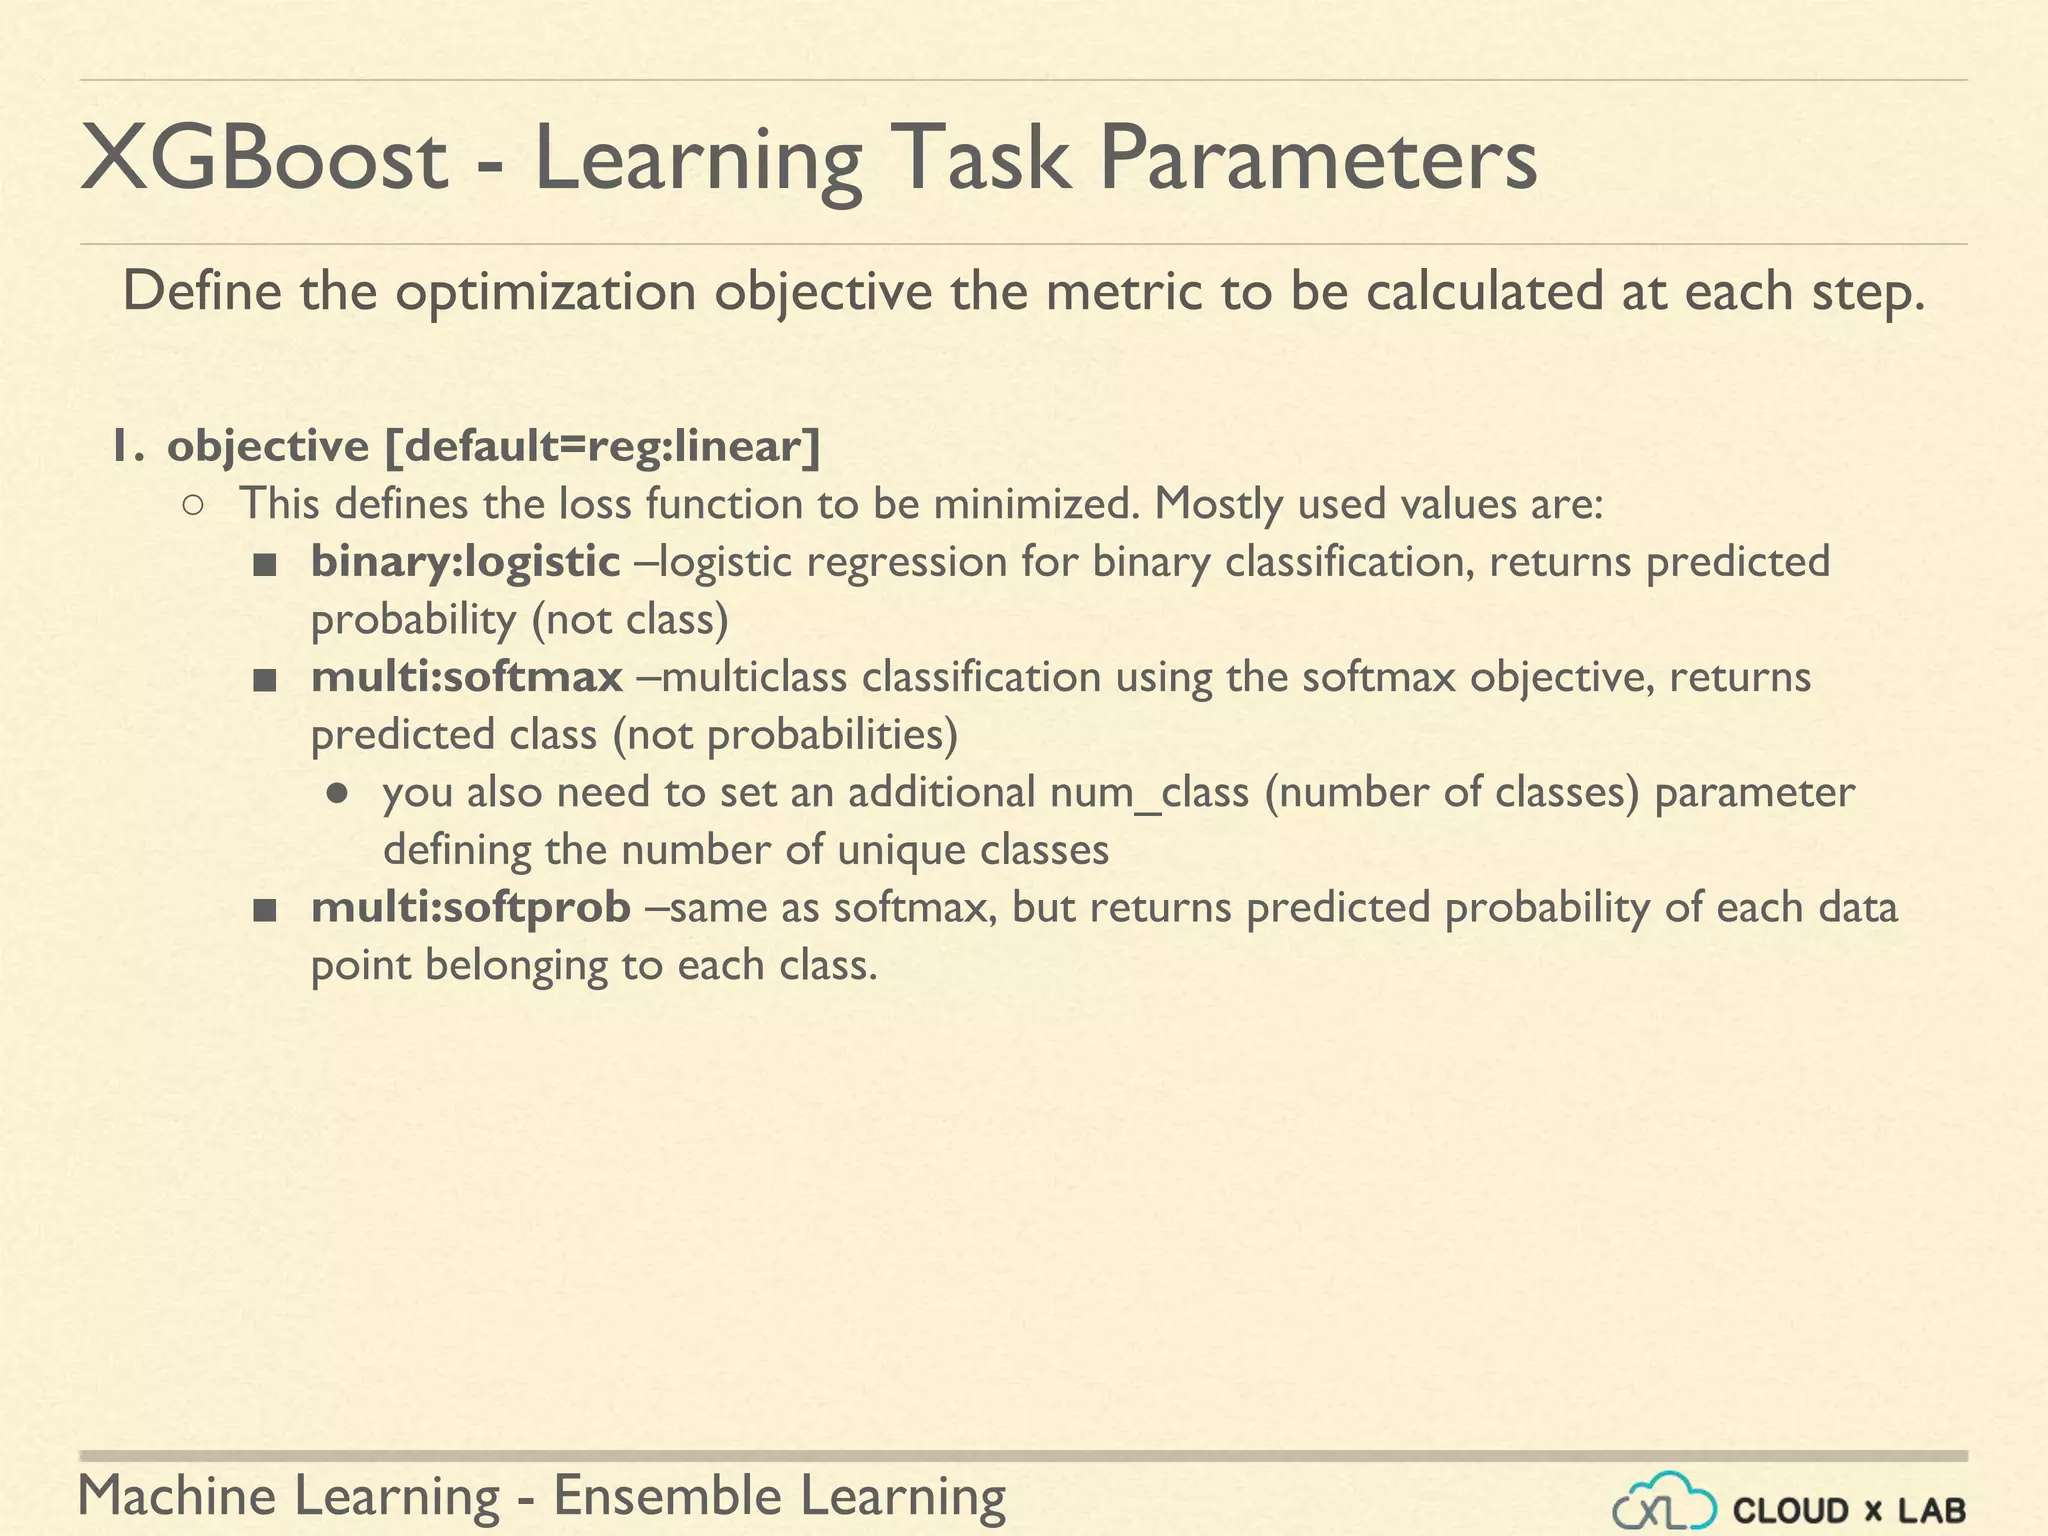 XGBoost - Learning Task Parameters
Define the optimization objective the metric to be calculated at each step.
1. objective [default=reg:linear]
○ This defines the loss function to be minimized. Mostly used values are:
■ binary:logistic –logistic regression for binary classification, returns predicted
probability (not class)
■ multi:softmax –multiclass classification using the softmax objective, returns
predicted class (not probabilities)
● you also need to set an additional num_class (number of classes) parameter
defining the number of unique classes
■ multi:softprob –same as softmax, but returns predicted probability of each data
point belonging to each class.
Machine Learning - Ensemble Learning
XL CLOUD x LAB